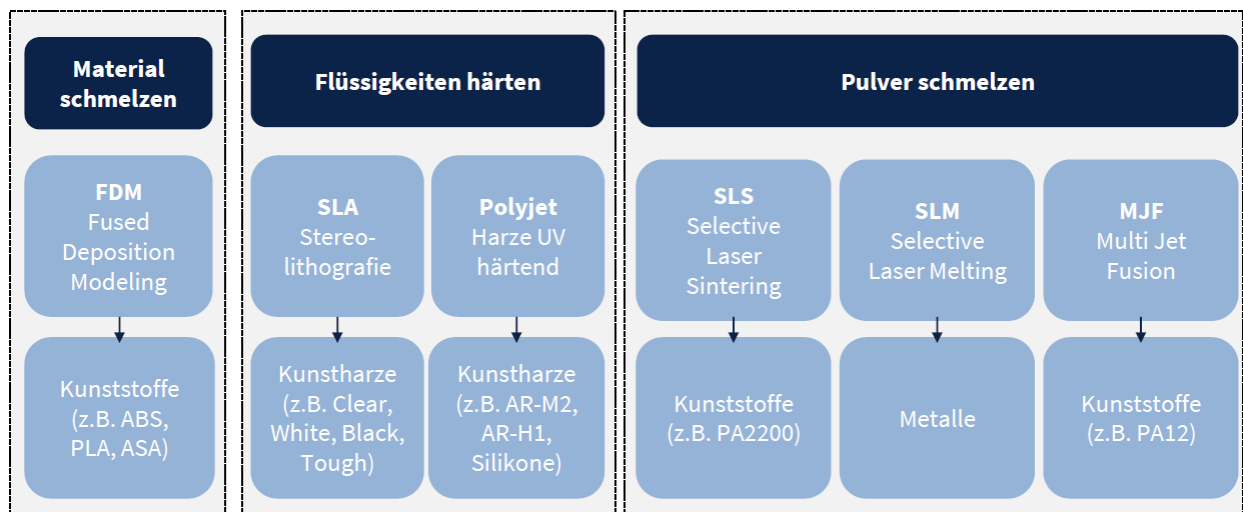 Material
schmelzen
Flüssigkeiten härten
Pulver schmelzen
FDM
Fused
Deposition
Modeling
SLA
Stereo-
lithografie
Polyjet
Harze UV
härtend
SLS
Selective
Laser
Sintering
SLM
Selective
Laser Melting
MJF
Multi Jet
Fusion
Kunststoffe
(z.B. ABS,
PLA, ASA)
Kunstharze
(z.B. Clear,
White, Black,
Tough)
Kunstharze
(z.B. AR-M2,
AR-H1,
Silikone)
Kunststoffe
(z.B. PA2200)
Metalle
Kunststoffe
(z.B. PA12)